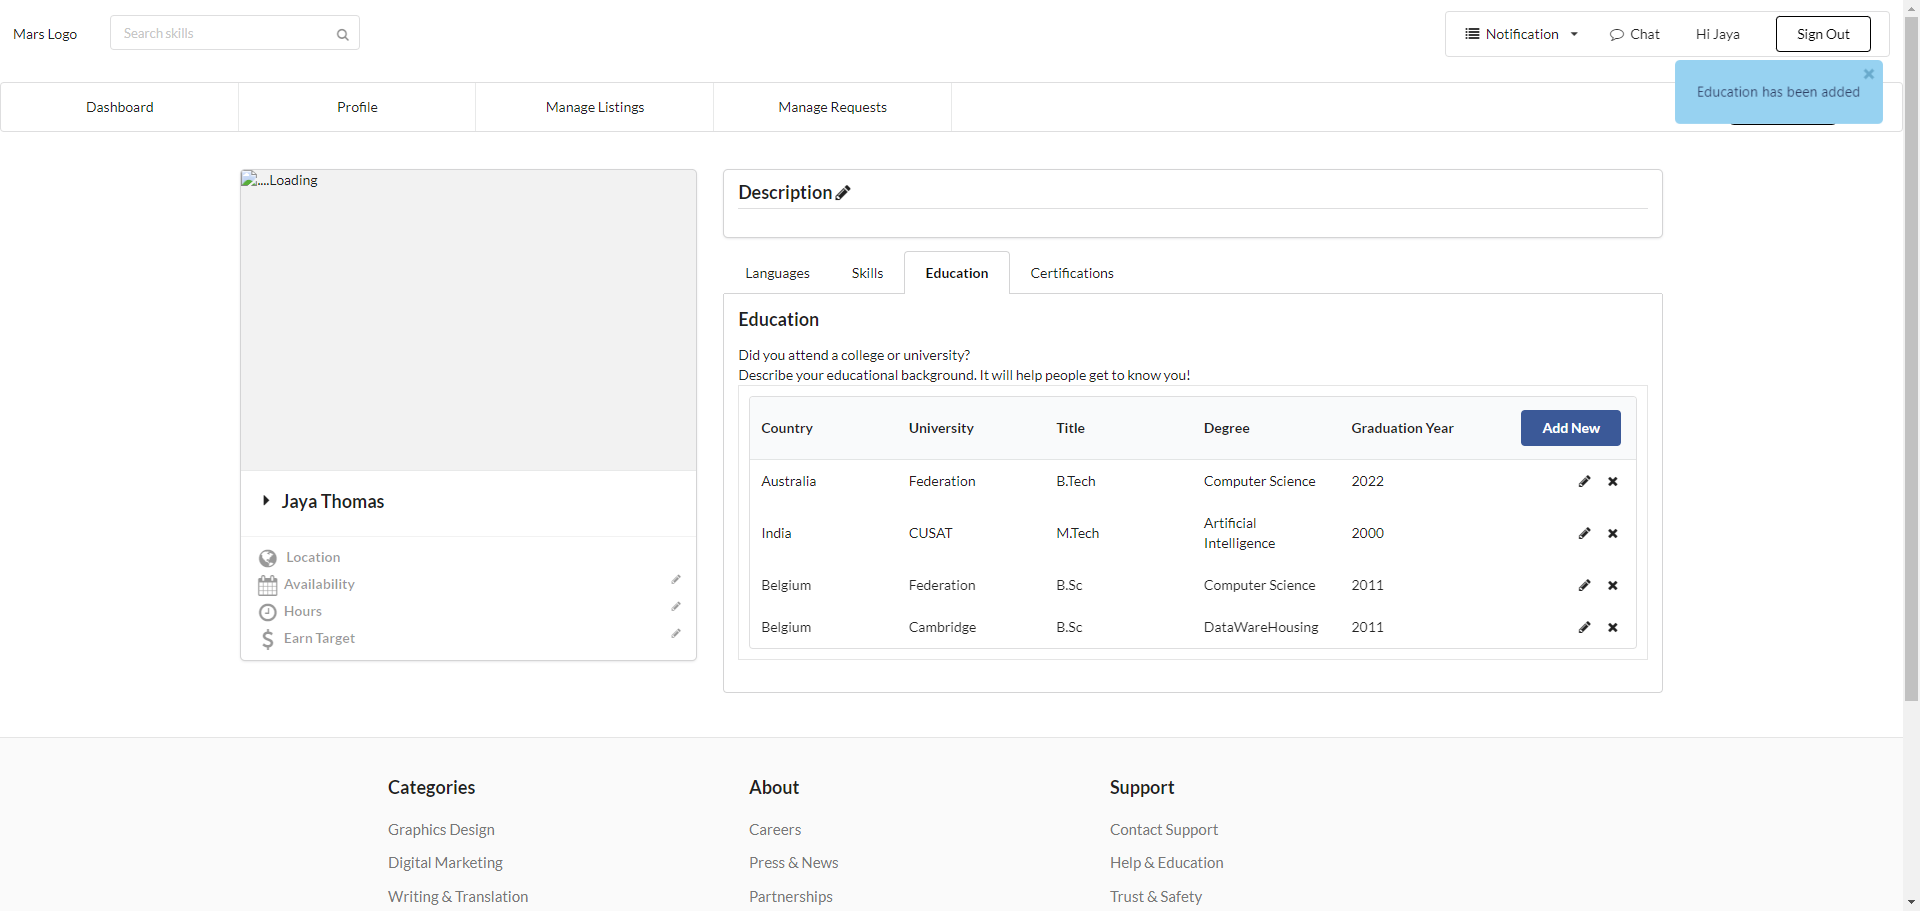 Mars Logo
Search skills
Notification
Chat
Hi Jaya
Sign Out
Education has been added
Dashboard
Profile
Manage Listings
Manage Requests
....Loading
Jaya Thomas
Location
Availability
Hours
Earn Target
Description
Languages
Skills
Education
Certifications
Education
Did you attend a college or university?
Describe your educational background. It will help people get to know you!
Country University Title Degree Graduation Year Add New
Australia Federation B.Tech Computer Science 2022
India CUSAT M.Tech Artificial Intelligence 2000
Belgium Federation B.Sc Computer Science 2011
Belgium Cambridge B.Sc DataWareHousing 2011
Categories
Graphics Design
Digital Marketing
Writing & Translation
About
Careers
Press & News
Partnerships
Support
Contact Support
Help & Education
Trust & Safety